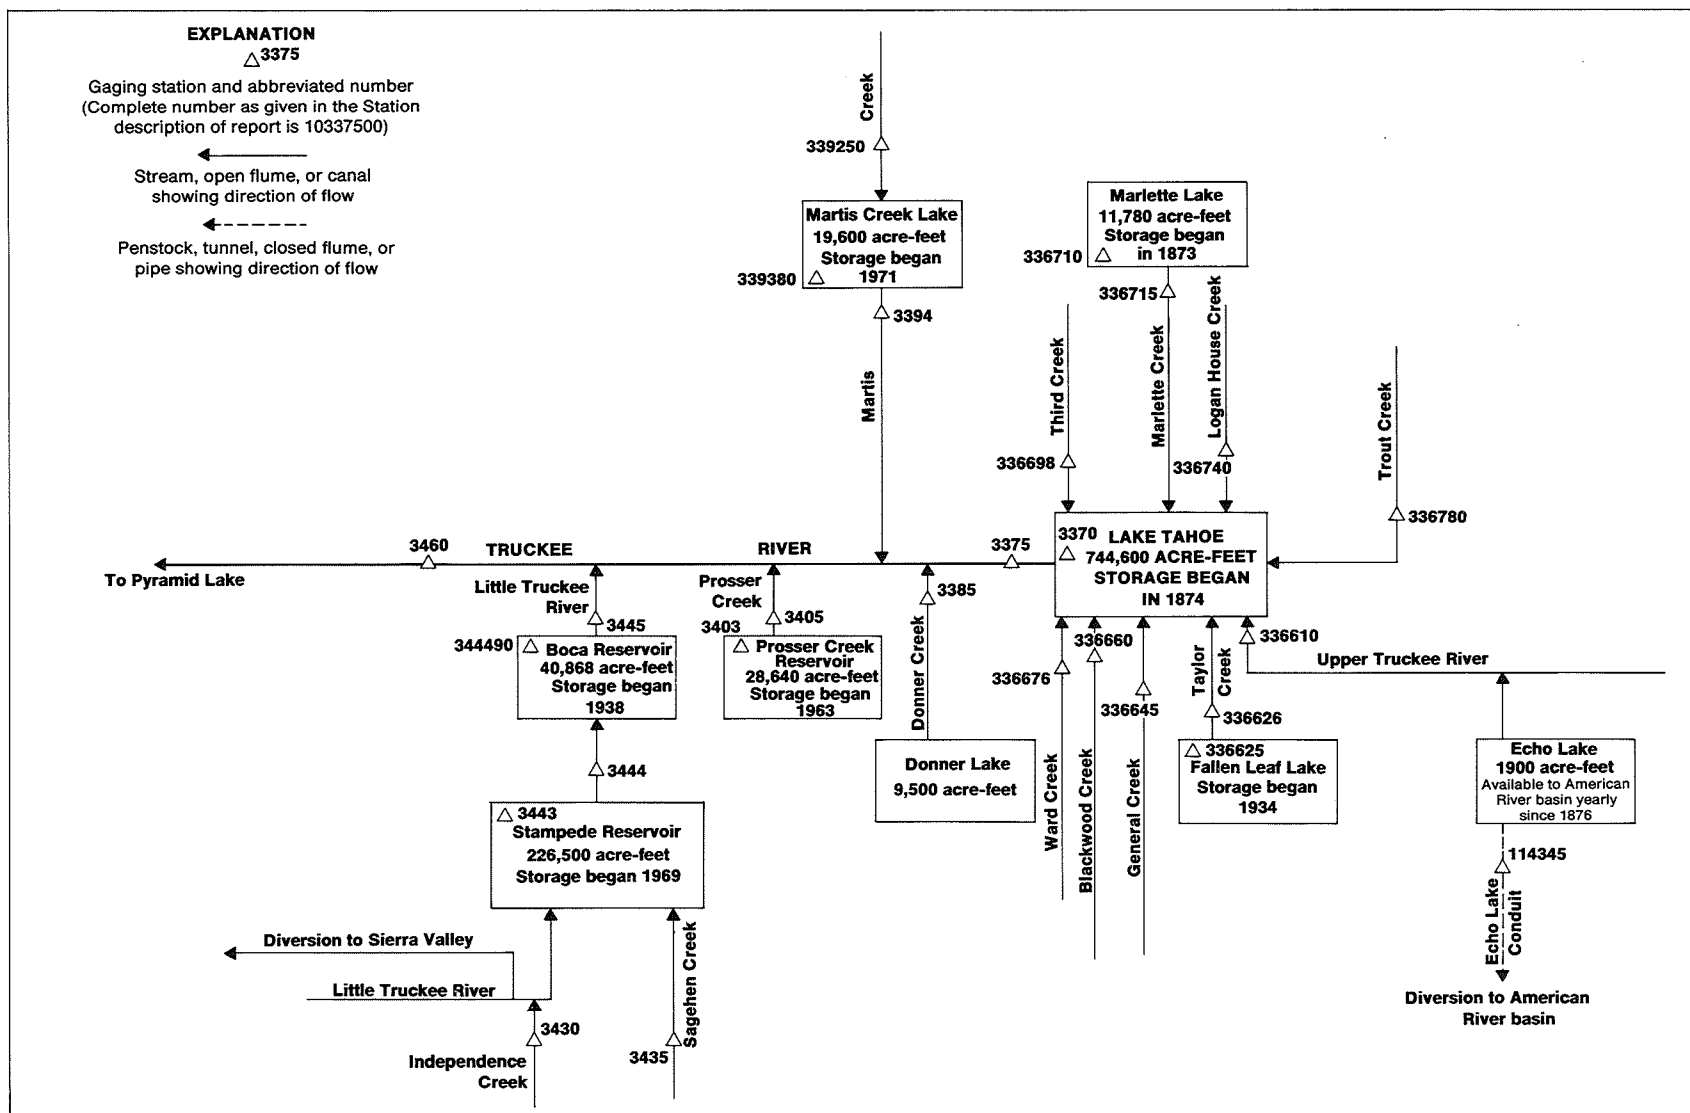 EXPLANATION
3375
Gaging station and abbreviated number
(Complete number as given in the Station
description of report is 10337500)
Stream, open flume, or canal
showing direction of flow
Penstock, tunnel, closed flume, or
pipe showing direction of flow
Creek
339250
Martis Creek Lake
19,600 acre-feet
Storage began
1971
339380
3394
Martis
Marlette Lake
11,780 acre-feet
Storage began
in 1873
336710
336715
Third Creek
Marlette Creek
Logan House Creek
Trout Creek
336698
336740
336780
3460
TRUCKEE
RIVER
3375
3370
LAKE TAHOE
744,600 ACRE-FEET
STORAGE BEGAN
IN 1874
To Pyramid Lake
Little Truckee
River
3445
Prosser
Creek
3405
3403
3385
Donner Creek
344490
Boca Reservoir
40,868 acre-feet
Storage began
1938
Prosser Creek
Reservoir
28,640 acre-feet
Storage began
1963
Donner Lake
9,500 acre-feet
336660
336676
336645
Ward Creek
Blackwood Creek
General Creek
Taylor
Creek
336610
Upper Truckee River
336626
336625
Fallen Leaf Lake
Storage began
1934
Echo Lake
1900 acre-feet
Available to American
River basin yearly
since 1876
114345
Echo Lake
Conduit
Diversion to American
River basin
3444
3443
Stampede Reservoir
226,500 acre-feet
Storage began 1969
Diversion to Sierra Valley
Little Truckee River
3430
Independence
Creek
Sagehen Creek
3435